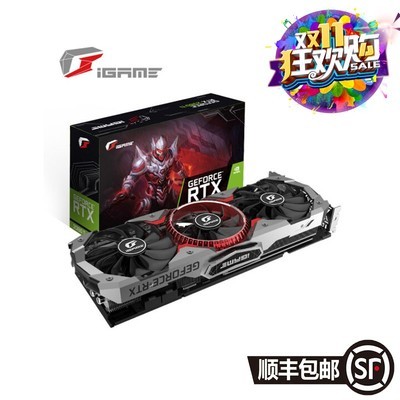 iGAME
双11
狂欢购
SALE
iGAME
GEFORCE
RTX
GEFORCE
RTX
GEFORCE RTX
iGAME
顺丰包邮
SF